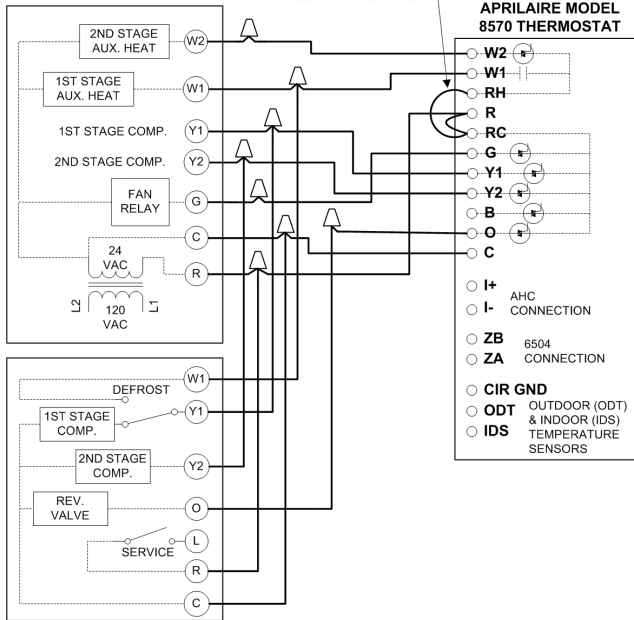 APRILAIRE MODEL
8570 THERMOSTAT
2ND STAGE
AUX. HEAT
W2
1ST STAGE
AUX. HEAT
W1
1ST STAGE COMP.
Y1
2ND STAGE COMP.
Y2
FAN
RELAY
G
C
24
VAC
R
L2
120
VAC
L1
W2
W1
RH
R
RC
G
Y1
Y2
B
O
C
I+
I-
AHC
CONNECTION
ZB
ZA
6504
CONNECTION
CIR GND
ODT
IDS
OUTDOOR (ODT)
& INDOOR (IDS)
TEMPERATURE
SENSORS
W1
DEFROST
1ST STAGE
COMP.
Y1
2ND STAGE
COMP.
Y2
REV.
VALVE
O
L
SERVICE
R
C